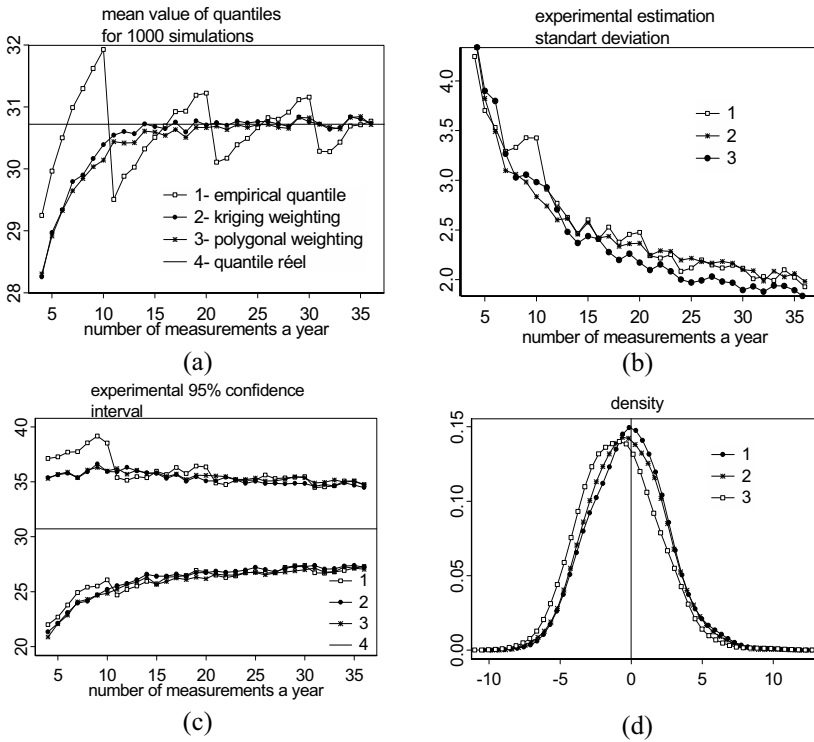 mean value of quantiles
for 1000 simulations
32
31
30
29
28
5 10 15 20 25 30 35
1- empirical quantile
2- kriging weighting
3- polygonal weighting
4- quantile réel
number of measurements a year
(a)
experimental estimation
standart deviation
4.0
3.5
3.0
2.5
2.0
1
2
3
5 10 15 20 25 30 35
number of measurements a year
(b)
experimental 95% confidence
interval
40
35
30
25
20
1
2
3
4
5 10 15 20 25 30 35
number of measurements a year
(c)
density
0.15
0.10
0.05
0.00
1
2
3
-10 -5 0 5 10
(d)